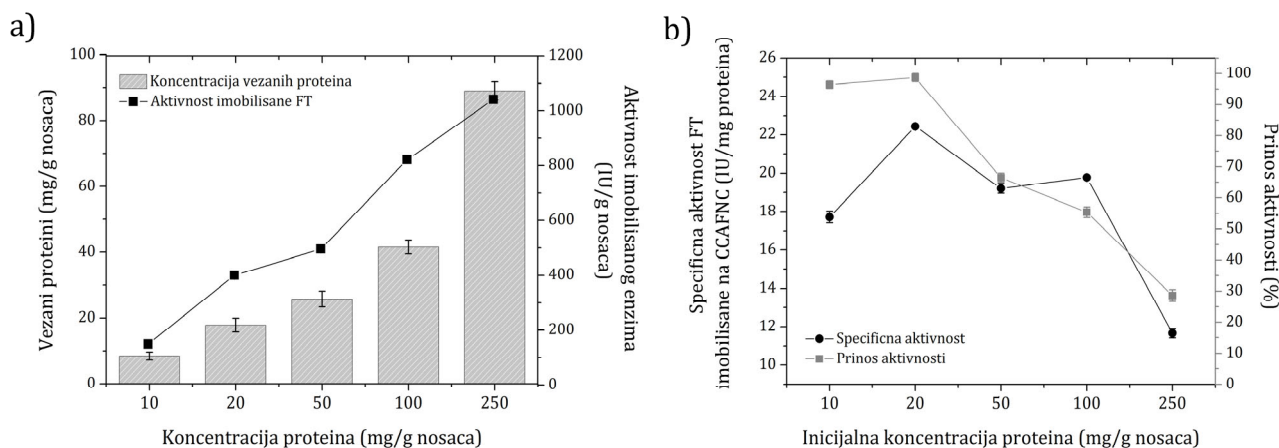 a)
Vezani proteini (mg/g nosaca)
100
80
60
40
20
0
Koncentracija vezanih proteina
Aktivnost imobilisane FT
1200
1000
800
600
400
200
0
Aktivnost imobilisanog enzima
(IU/g nosaca)
10 20 50 100 250
Koncentracija proteina (mg/g nosaca)
b)
Specificna aktivnost FT
imobilisane na CCAFNC (IU/mg proteina)
26
24
22
20
18
16
14
12
10
Specificna aktivnost
Prinos aktivnosti
100
90
80
70
60
50
40
30
20
10
0
Prinos aktivnosti (%)
10 20 50 100 250
Inicijalna koncentracija proteina (mg/g nosaca)